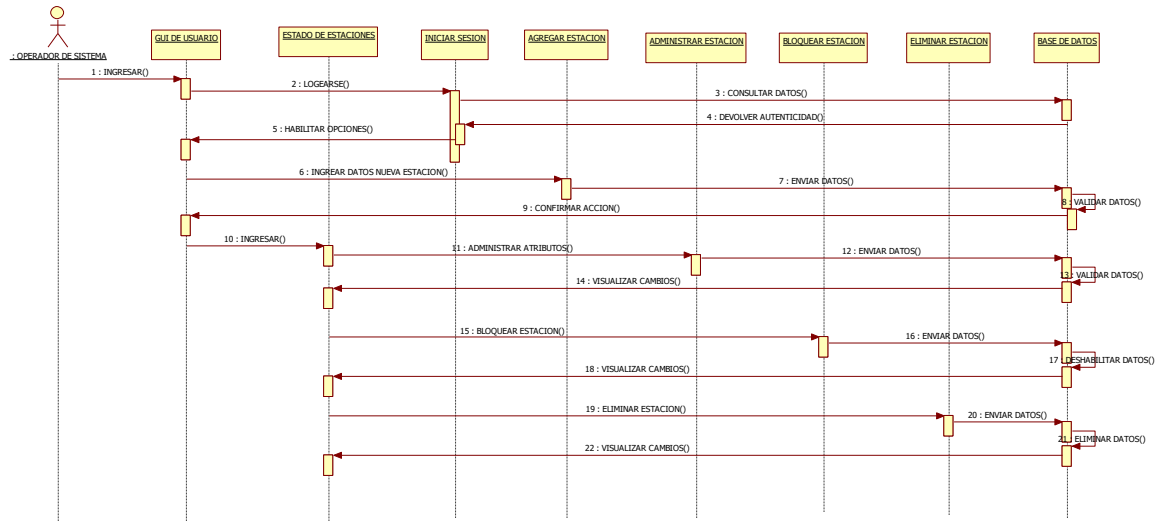 : OPERADOR DE SISTEMA
GUI DE USUARIO
ESTADO DE ESTACIONES
INICIAR SESION
AGREGAR ESTACION
ADMINISTRAR ESTACION
BLOQUEAR ESTACION
ELIMINAR ESTACION
BASE DE DATOS
1 : INGRESAR()
2 : LOGEARSE()
3 : CONSULTAR DATOS()
4 : DEVOLVER AUTENTICIDAD()
5 : HABILITAR OPCIONES()
6 : INGREAR DATOS NUEVA ESTACION()
7 : ENVIAR DATOS()
8 : VALIDAR DATOS()
9 : CONFIRMAR ACCION()
10 : INGRESAR()
11 : ADMINISTRAR ATRIBUTOS()
12 : ENVIAR DATOS()
13 : VALIDAR DATOS()
14 : VISUALIZAR CAMBIOS()
15 : BLOQUEAR ESTACION()
16 : ENVIAR DATOS()
17 : DESHABILITAR DATOS()
18 : VISUALIZAR CAMBIOS()
19 : ELIMINAR ESTACION()
20 : ENVIAR DATOS()
21 : ELIMINAR DATOS()
22 : VISUALIZAR CAMBIOS()